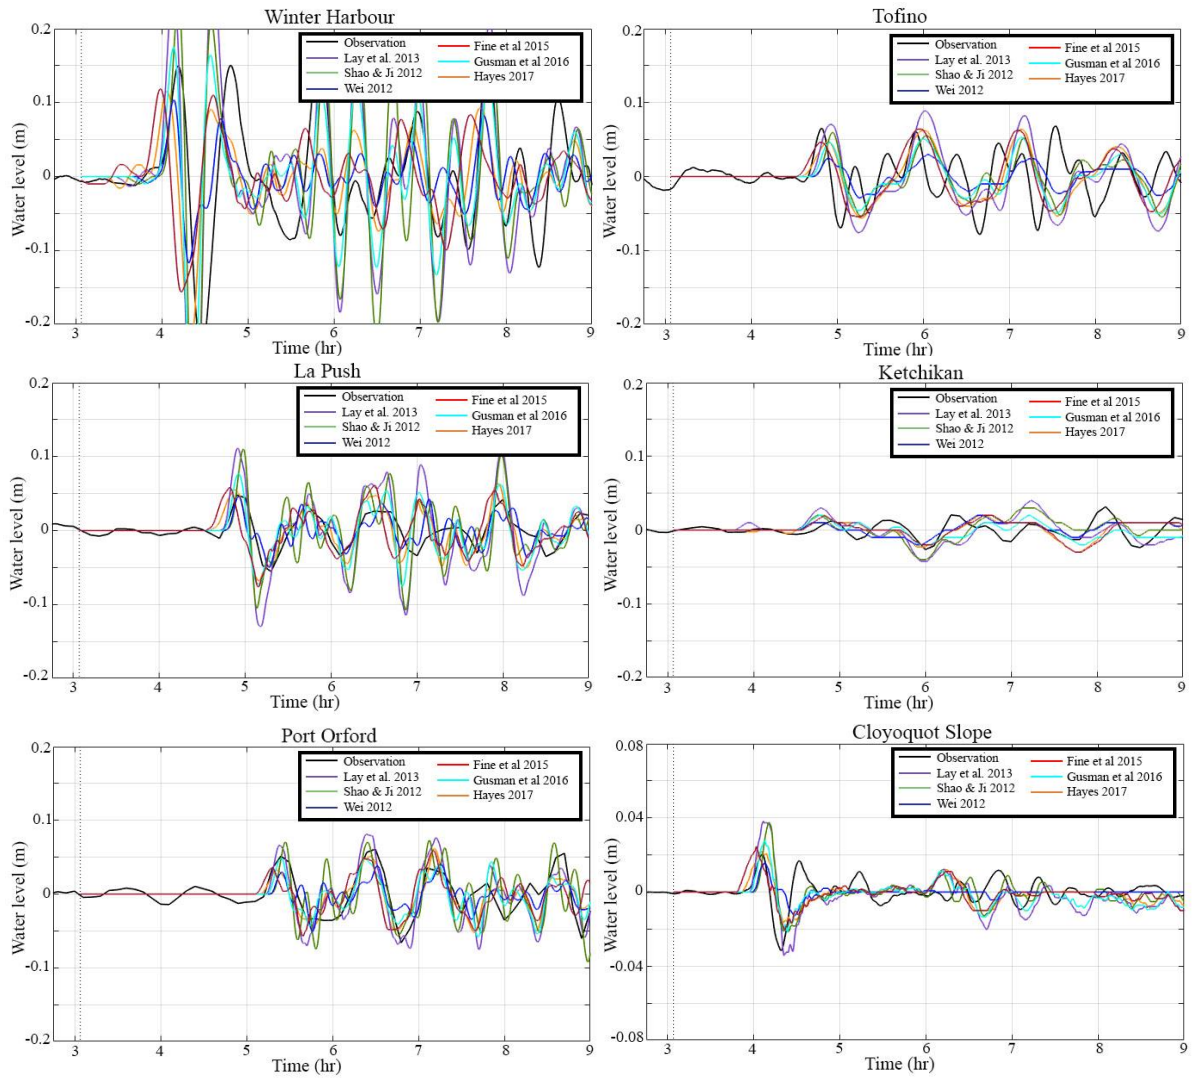 Winter Harbour
0.2
0.1
0
-0.1
-0.2
Water level (m)
Observation
Lay et al. 2013
Shao & Ji 2012
Wei 2012
Fine et al 2015
Gusman et al 2016
Hayes 2017
3 4 5 6 7 8 9
Time (hr)
Tofino
0.2
0.1
0
-0.1
-0.2
Water level (m)
Observation
Lay et al. 2013
Shao & Ji 2012
Wei 2012
Fine et al 2015
Gusman et al 2016
Hayes 2017
3 4 5 6 7 8 9
Time (hr)
La Push
0.2
0.1
0
-0.1
-0.2
Water level (m)
Observation
Lay et al. 2013
Shao & Ji 2012
Wei 2012
Fine et al 2015
Gusman et al 2016
Hayes 2017
3 4 5 6 7 8 9
Time (hr)
Ketchikan
0.2
0.1
0
-0.1
-0.2
Water level (m)
Observation
Lay et al. 2013
Shao & Ji 2012
Wei 2012
Fine et al 2015
Gusman et al 2016
Hayes 2017
3 4 5 6 7 8 9
Time (hr)
Port Orford
0.2
0.1
0
-0.1
-0.2
Water level (m)
Observation
Lay et al. 2013
Shao & Ji 2012
Wei 2012
Fine et al 2015
Gusman et al 2016
Hayes 2017
3 4 5 6 7 8 9
Time (hr)
Cloyoquot Slope
0.08
0.04
0
-0.04
-0.08
Water level (m)
Observation
Lay et al. 2013
Shao & Ji 2012
Wei 2012
Fine et al 2015
Gusman et al 2016
Hayes 2017
3 4 5 6 7 8 9
Time (hr)